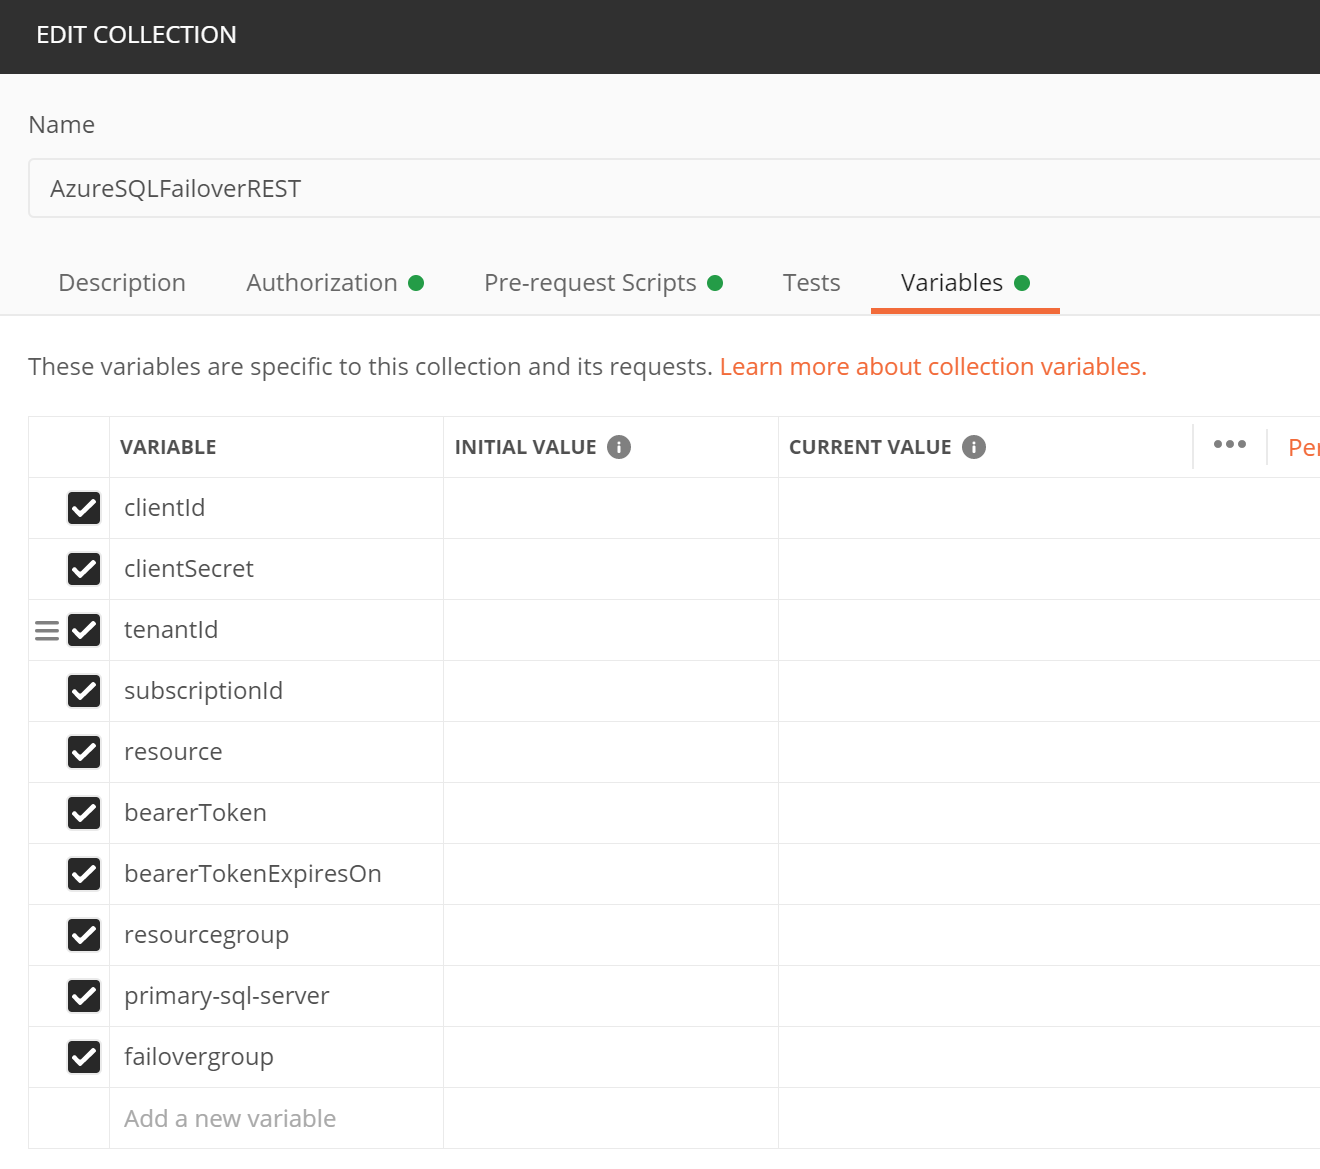 EDIT COLLECTION
Name
AzureSQLFailoverREST
Description Authorization Pre-request Scripts Tests Variables
These variables are specific to this collection and its requests. Learn more about collection variables.
VARIABLE INITIAL VALUE CURRENT VALUE Per
clientId
clientSecret
tenantId
subscriptionId
resource
bearerToken
bearerTokenExpiresOn
resourcegroup
primary-sql-server
failovergroup
Add a new variable